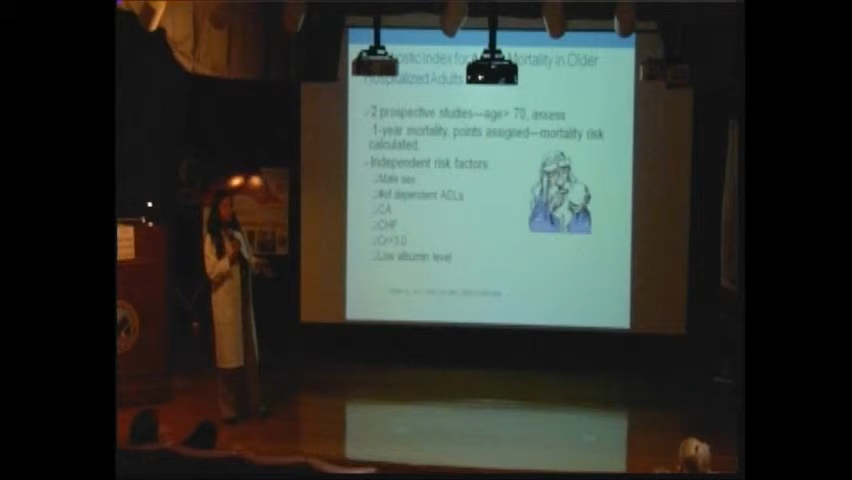 ostic Index for Mortality in Older
Hospitalized Adults
2 prospective studies—age> 70, assess
1-year mortality, points assigned—mortality risk
calculated.
Independent risk factors
Male sex
#of dependent ADLs
CA
CHF
Cr>3.0
Low albumin level